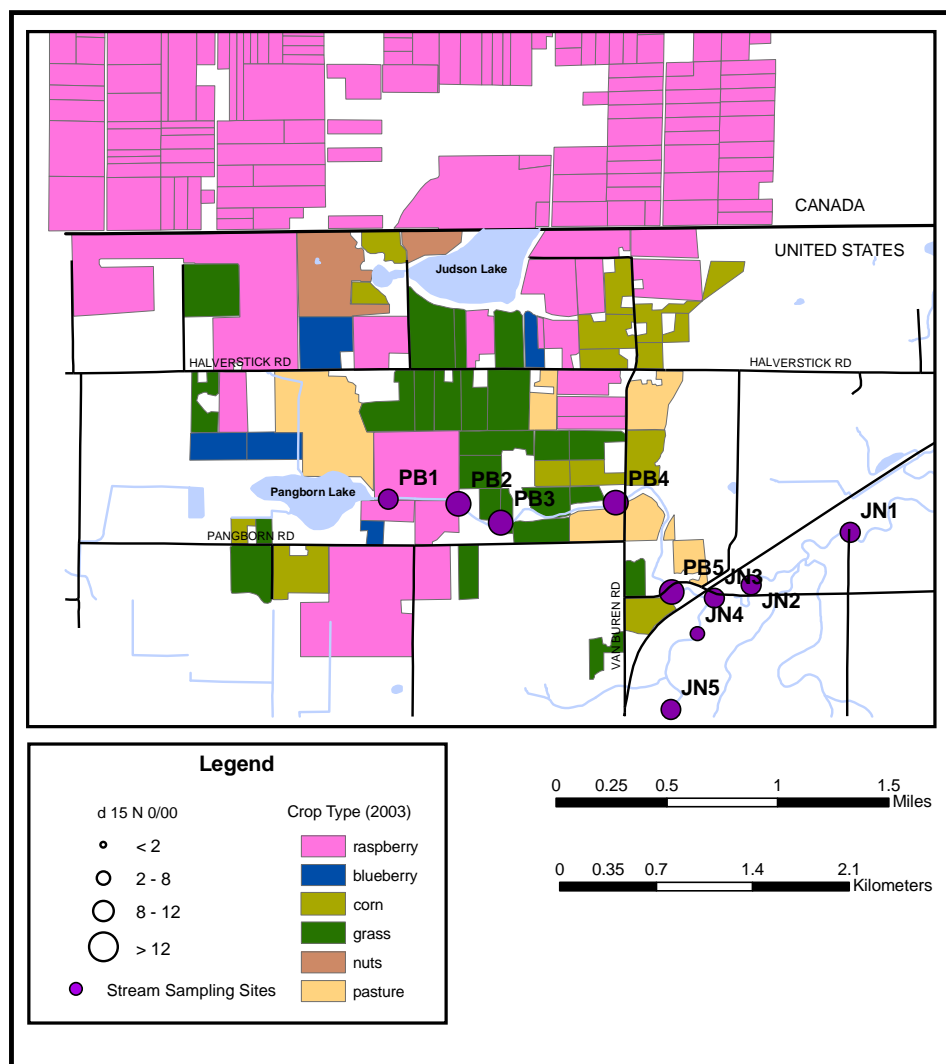 CANADA
UNITED STATES
Judson Lake
HALVERSTICK RD
HALVERSTICK RD
PB1
PB2
PB3
PB4
Pangborn Lake
JN1
PANGBORN RD
PB5
JN3
JN2
JN4
VAN BUREN RD
JN5
Legend
d 15 N 0/00
< 2
2 - 8
8 - 12
> 12
Stream Sampling Sites
Crop Type (2003)
raspberry
blueberry
corn
grass
nuts
pasture
0 0.25 0.5 1 1.5
Miles
0 0.35 0.7 1.4 2.1
Kilometers